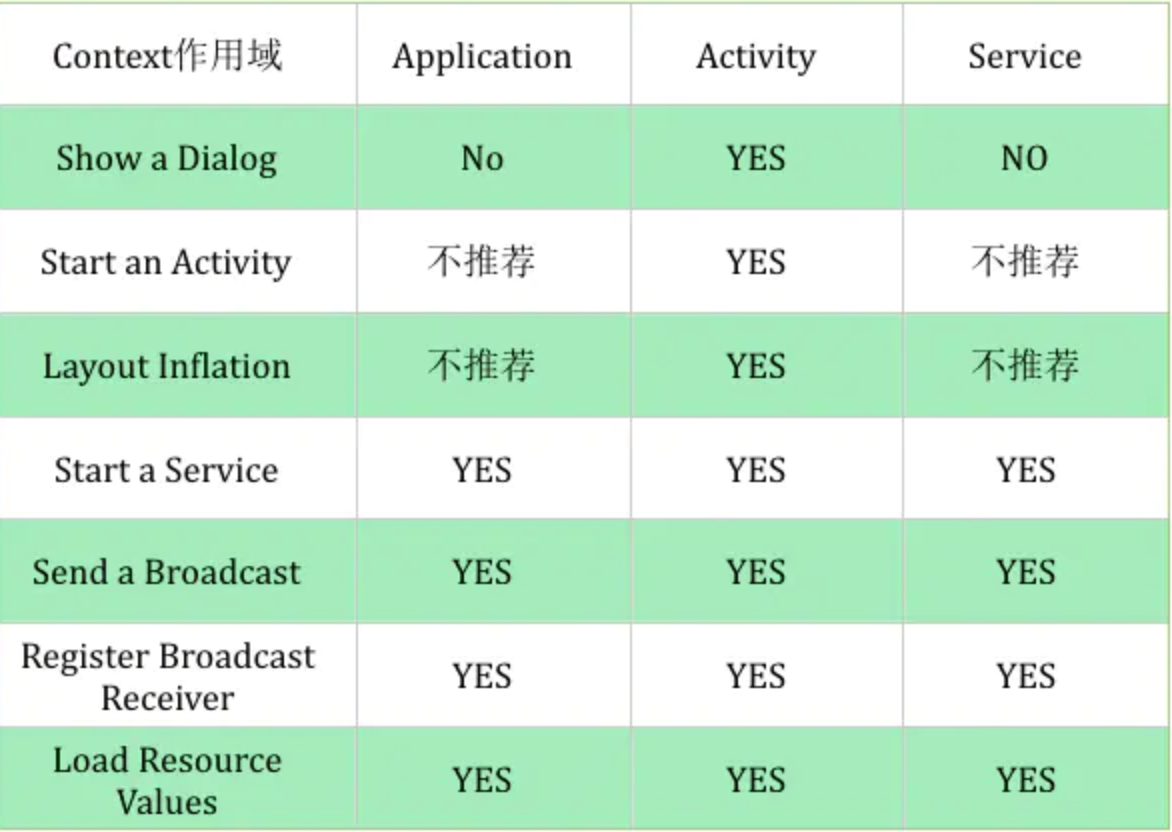 Context作用域 Application Activity Service
Show a Dialog No YES NO
Start an Activity 不推荐 YES 不推荐
Layout Inflation 不推荐 YES 不推荐
Start a Service YES YES YES
Send a Broadcast YES YES YES
Register Broadcast
Receiver YES YES YES
Load Resource
Values YES YES YES